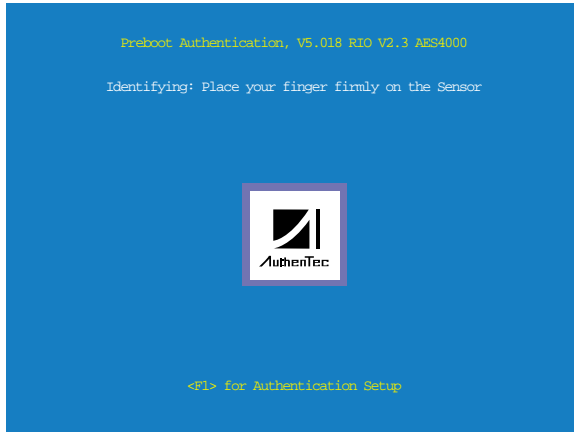 Preboot Authentication, V5.018 RIO V2.3 AES4000
Identifying: Place your finger firmly on the Sensor
AuthenTec
<F1> for Authentication Setup